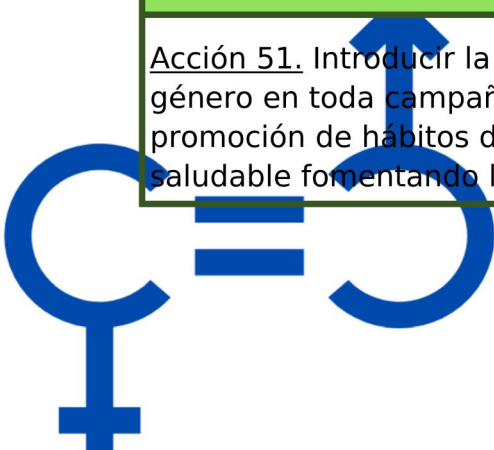 Acción 51. Introducir la
género en toda campañ
promoción de hábitos d
saludable fomentando l